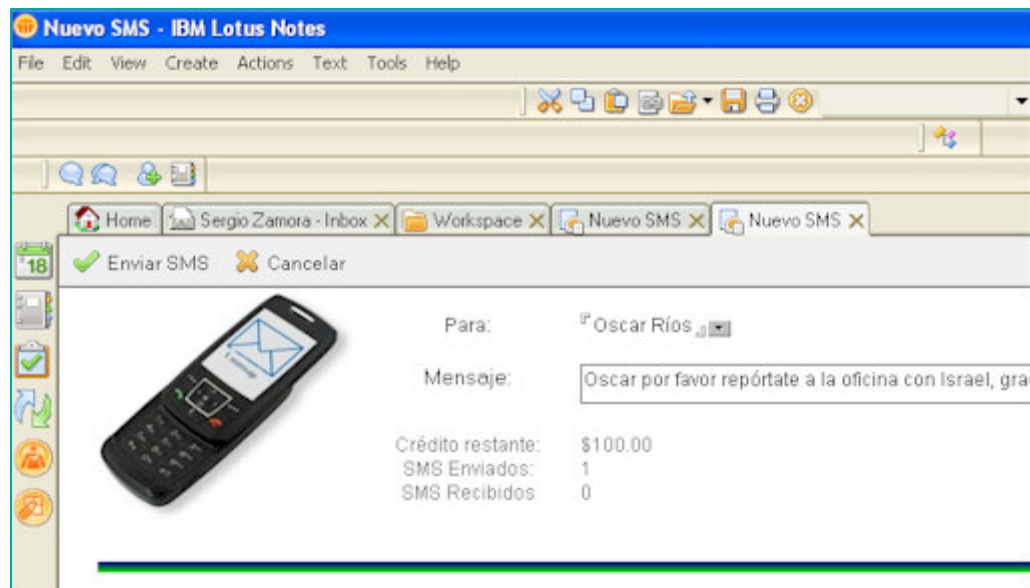 Nuevo SMS - IBM Lotus Notes
File Edit View Create Actions Text Tools Help
Home Sergio Zamora - Inbox Workspace Nuevo SMS Nuevo SMS
18 Enviar SMS Cancelar
Para: Oscar Ríos
Mensaje: Oscar por favor repórtate a la oficina con Israel, gra
Crédito restante: $100.00
SMS Enviados: 1
SMS Recibidos 0